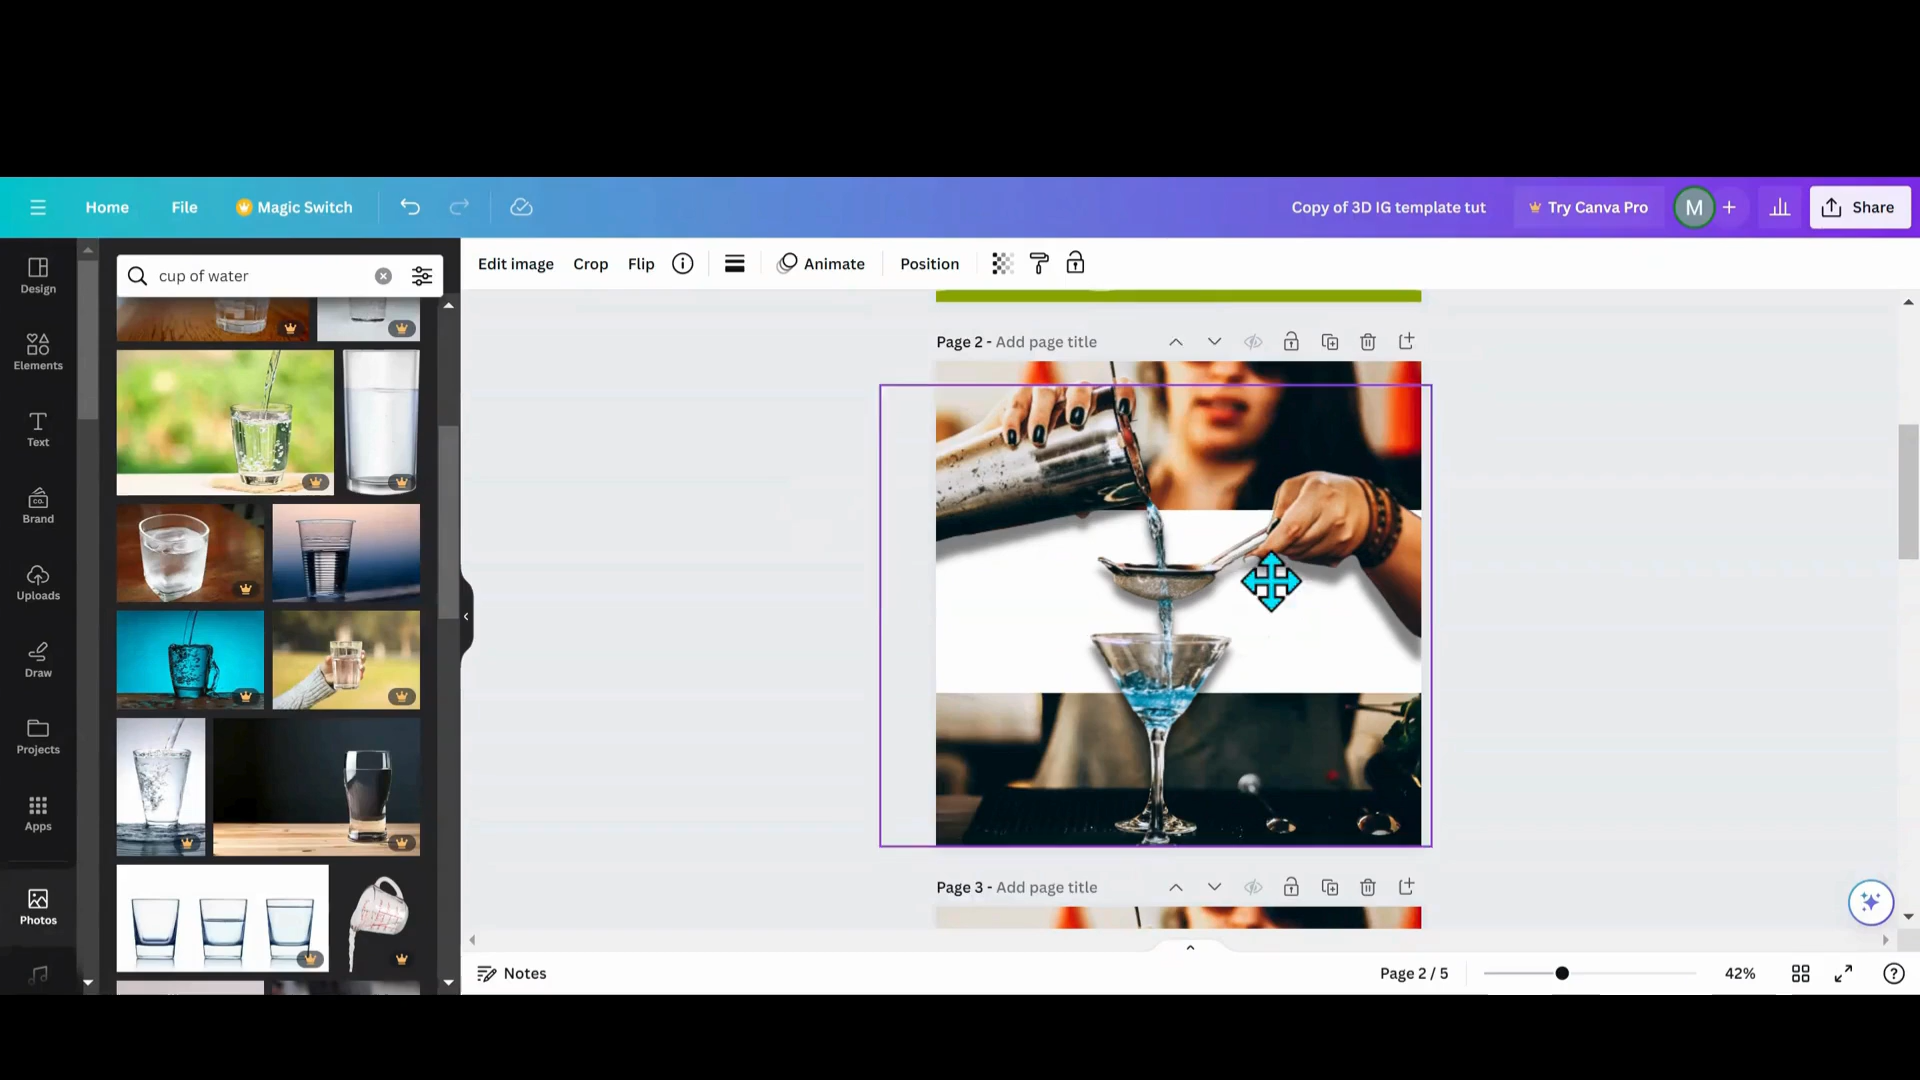 Home File Magic Switch Copy of 3D IG template tut Try Canva Pro M + Share
Design
Elements
Text
Brand
Uploads
Draw
Projects
Apps
Photos
cup of water
Edit image Crop Flip Animate Position
Page 2 - Add page title
Page 3 - Add page title
Notes Page 2 / 5 42%